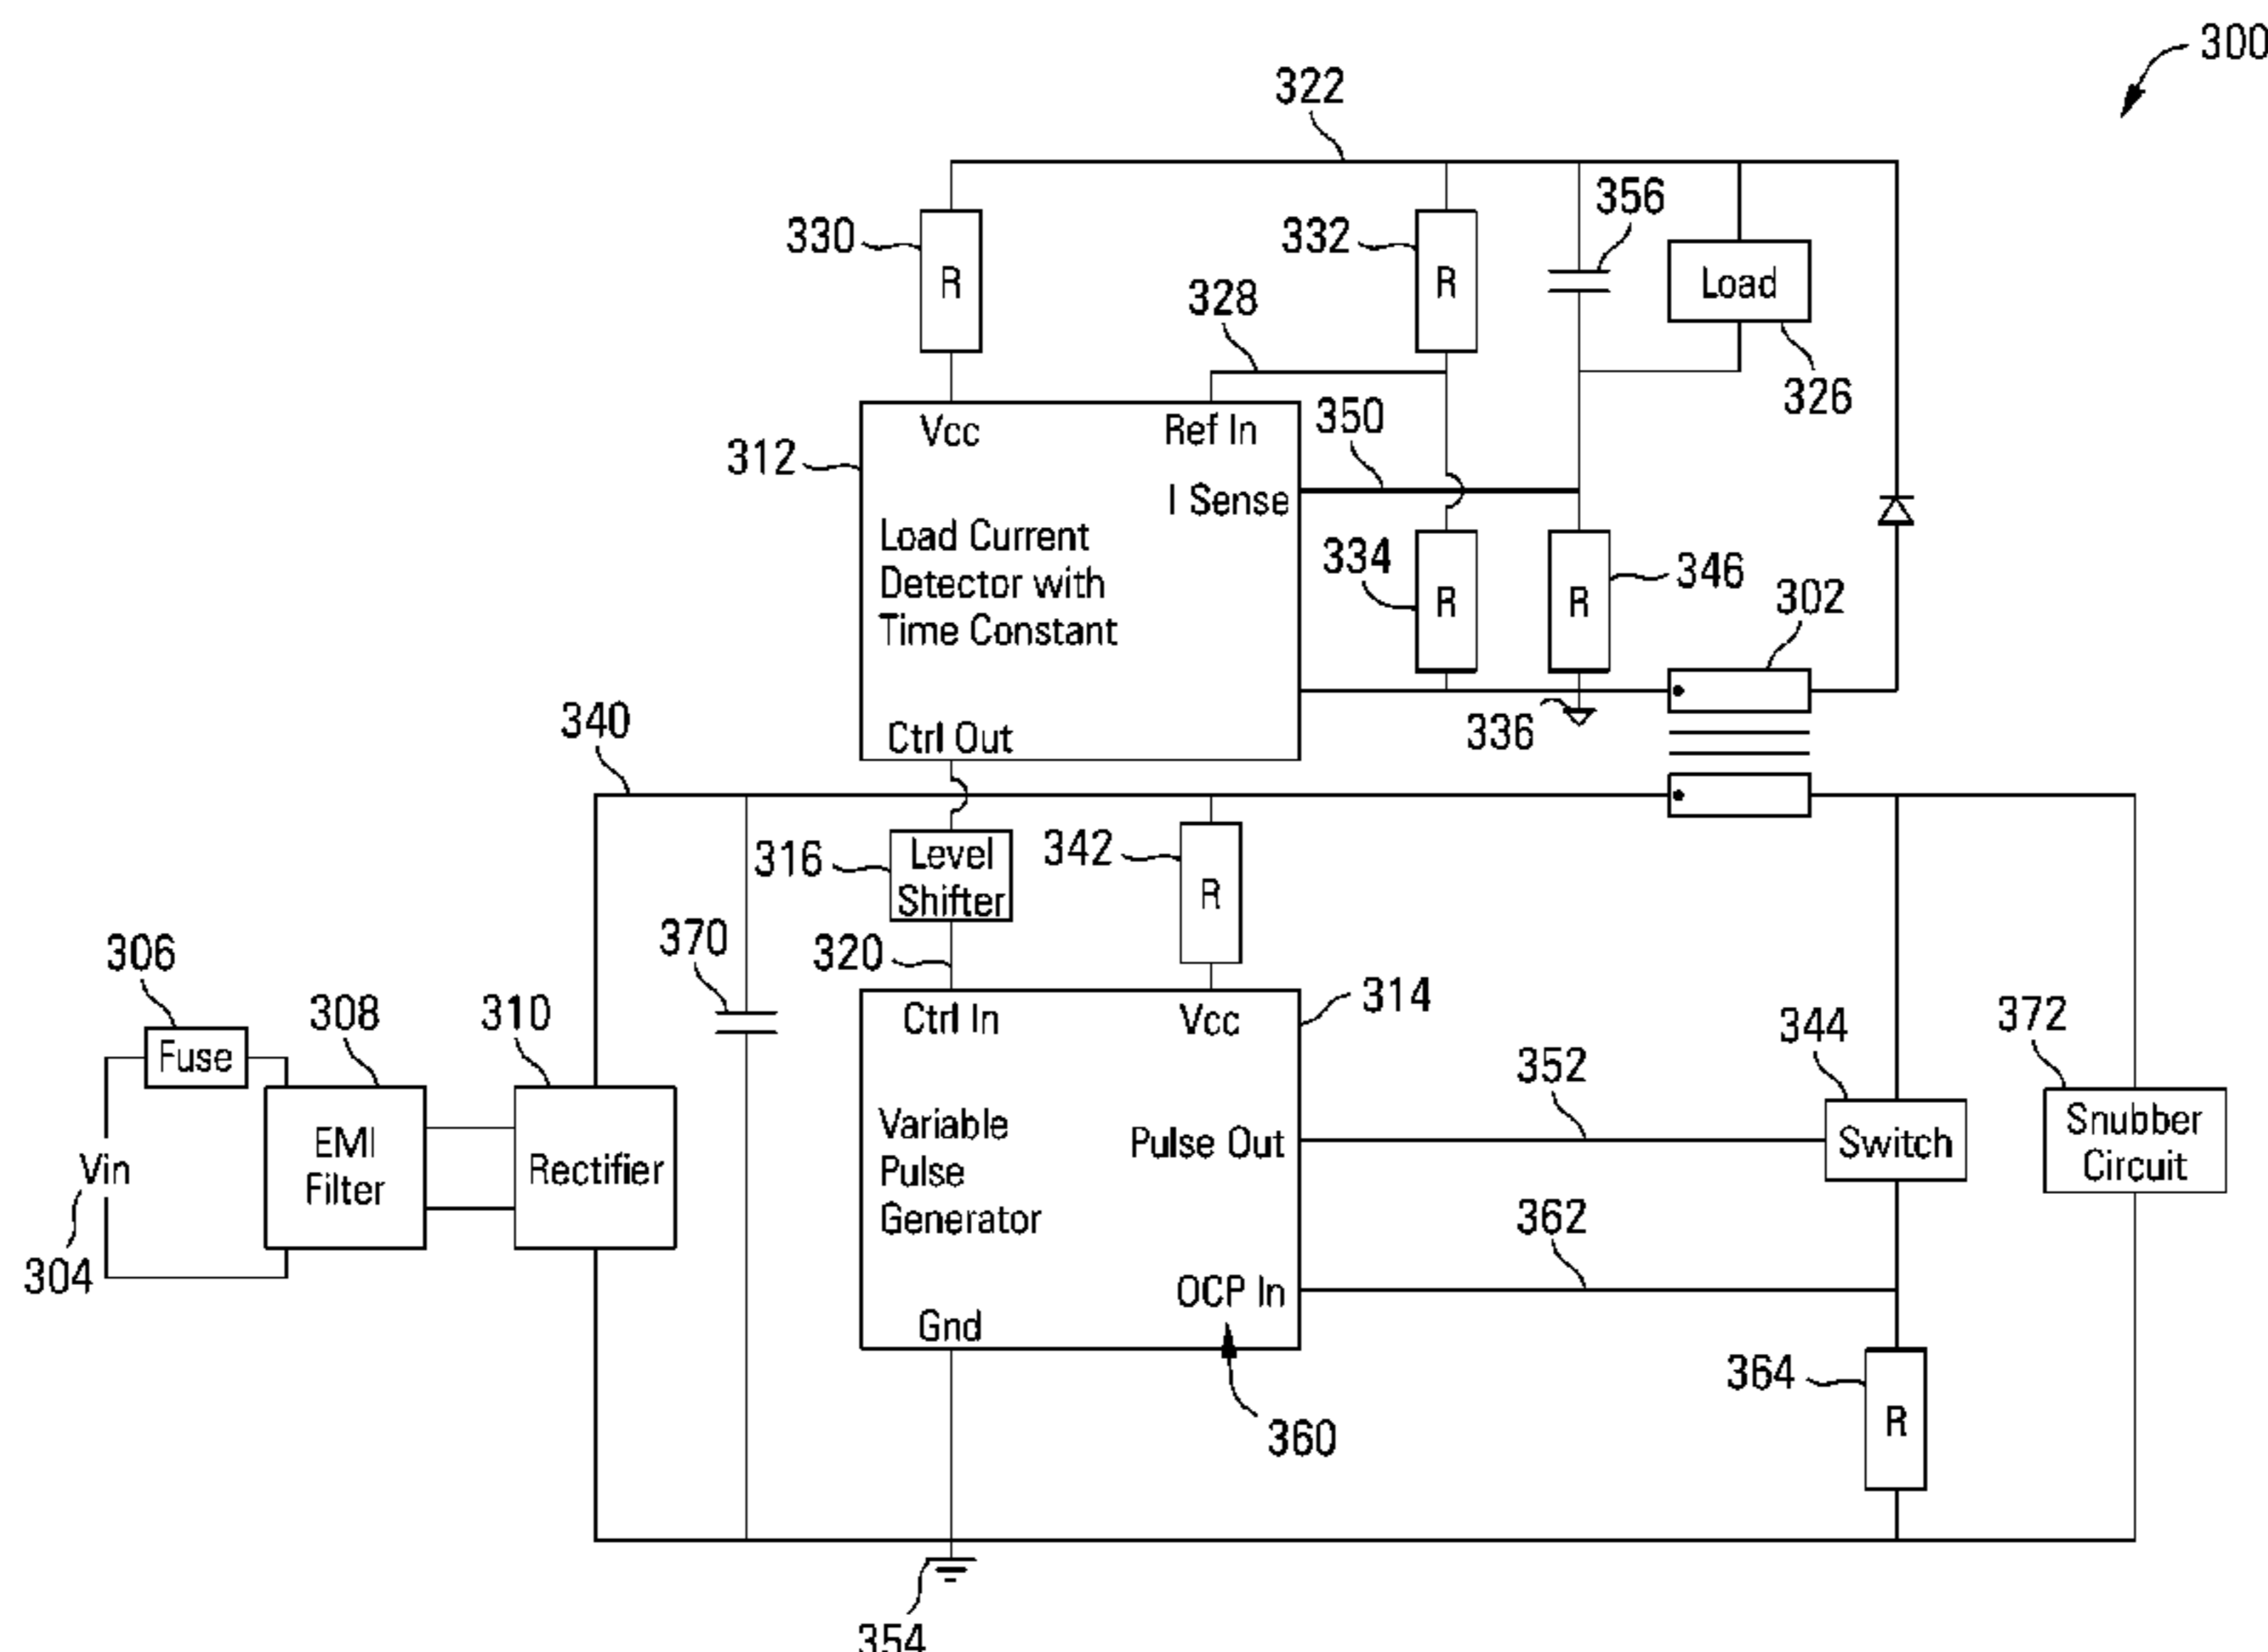 300
322
356
330
R
332
R
Load
328
326
Vcc
Ref In
350
312
I Sense
Load Current
Detector with
Time Constant
334
R
R
346
302
336
Ctrl Out
340
316
Level
Shifter
342
R
370
320
306
Fuse
308
310
Ctrl In
Vcc
314
344
372
352
EMI
Filter
Rectifier
Variable
Pulse
Generator
Pulse Out
Switch
Snubber
Circuit
Vin
304
362
OCP In
Gnd
364
R
360
354